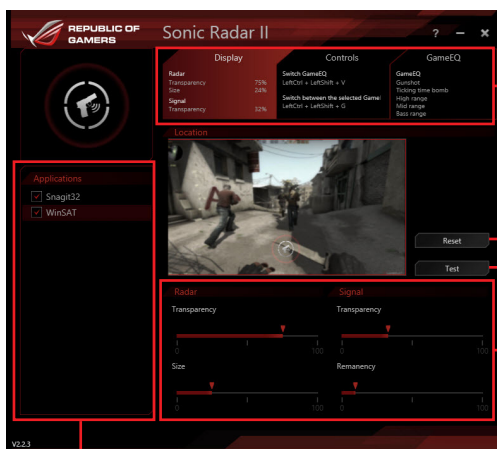 REPUBLIC OF
GAMERS
Sonic Radar II
? – ×
Display
Controls
GameEQ
Radar
Transparency 75%
Size 24%
Signal
Transparency 32%
Switch GameEQ
LeftCtrl + LeftShift + V
Switch between the selected Game
LeftCtrl + LeftShift + G
GameEQ
Gunshot
Ticking time bomb
High range
Mid range
Bass range
Location
Applications
Snagit32
WinSAT
Reset
Test
Radar
Signal
Transparency
Transparency
0 100
0 100
Size
Remanency
0 100
0 100
V2.2.3